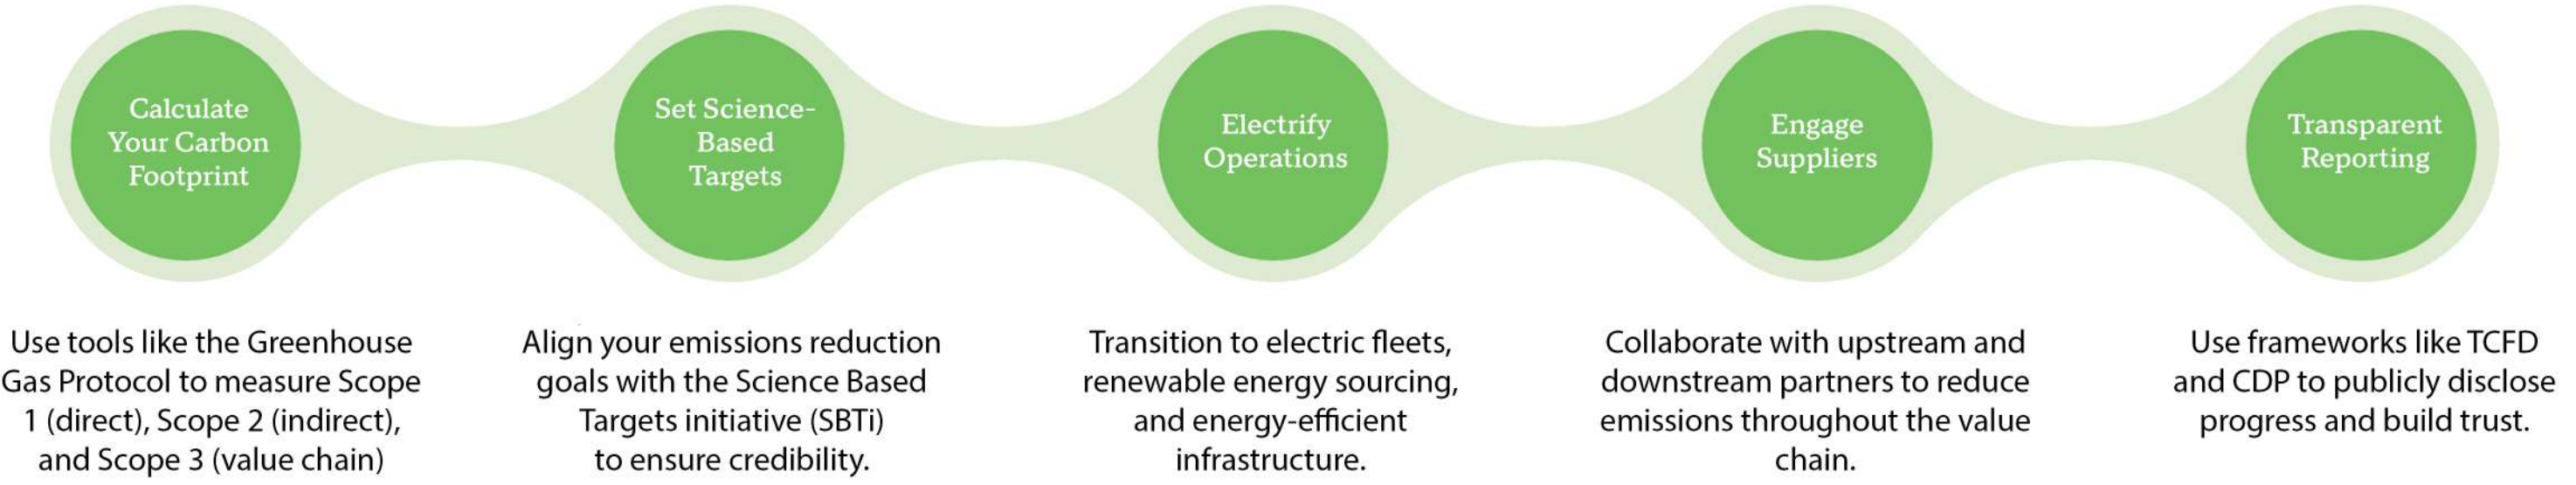 Calculate
Your Carbon
Footprint
Use tools like the Greenhouse
Gas Protocol to measure Scope
1 (direct), Scope 2 (indirect),
and Scope 3 (value chain)
Set Science-
Based
Targets
Align your emissions reduction
goals with the Science Based
Targets initiative (SBTi)
to ensure credibility.
Electrify
Operations
Transition to electric fleets,
renewable energy sourcing,
and energy-efficient
infrastructure.
Engage
Suppliers
Collaborate with upstream and
downstream partners to reduce
emissions throughout the value
chain.
Transparent
Reporting
Use frameworks like TCFD
and CDP to publicly disclose
progress and build trust.